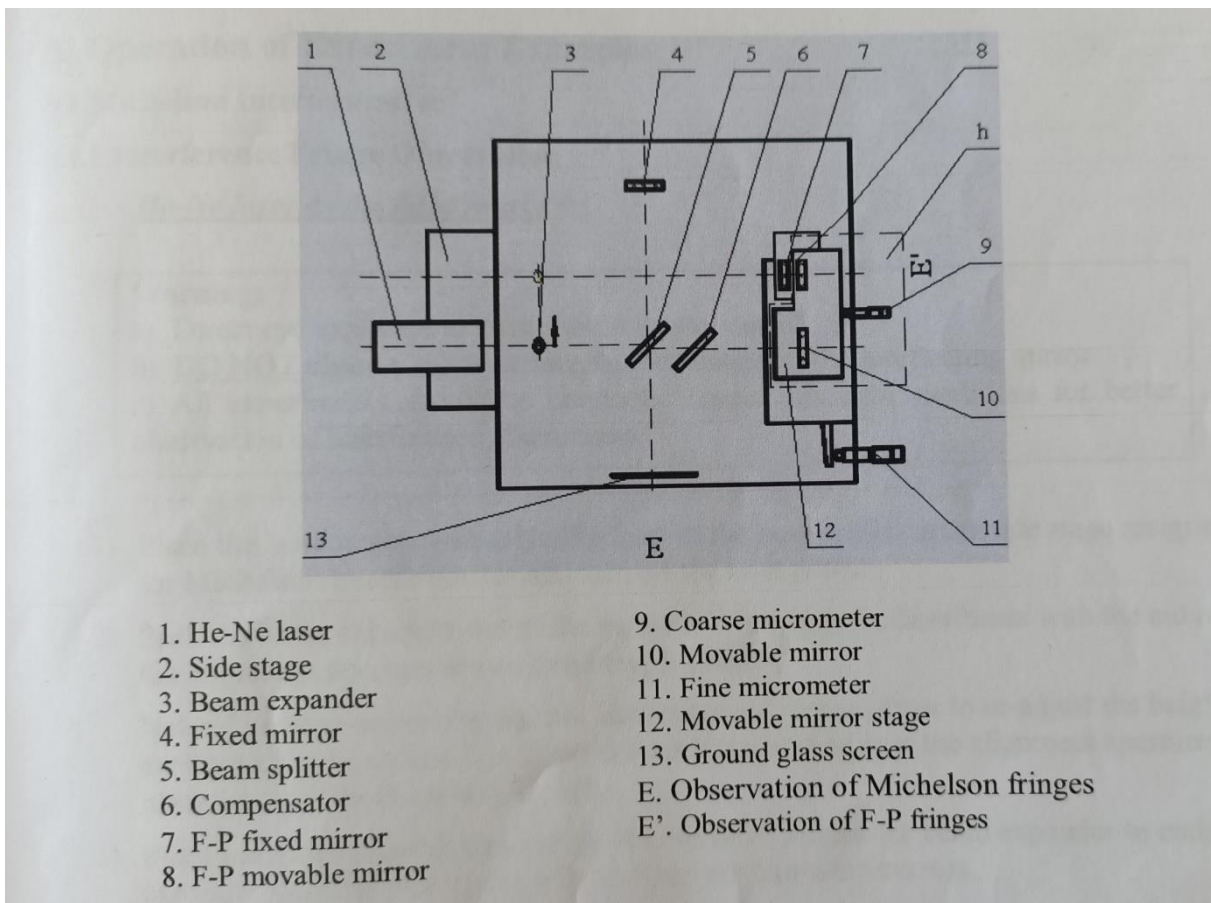 1
2
3
4
5
6
7
8
h
9
E'
10
13
E
12
11
1. He-Ne laser
2. Side stage
3. Beam expander
4. Fixed mirror
5. Beam splitter
6. Compensator
7. F-P fixed mirror
8. F-P movable mirror
9. Coarse micrometer
10. Movable mirror
11. Fine micrometer
12. Movable mirror stage
13. Ground glass screen
E. Observation of Michelson fringes
E’. Observation of F-P fringes